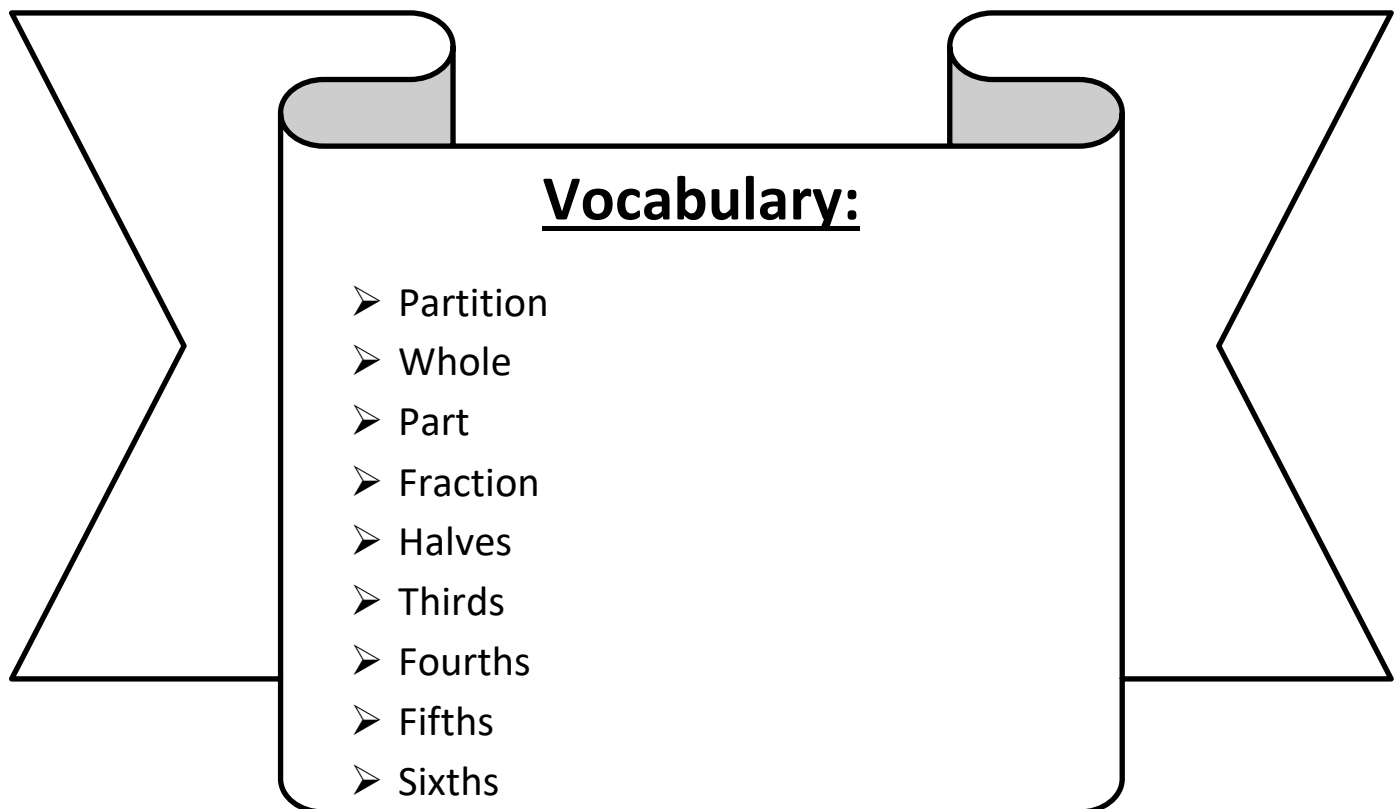 Vocabulary:
➢ Partition
➢ Whole
➢ Part
➢ Fraction
➢ Halves
➢ Thirds
➢ Fourths
➢ Fifths
➢ Sixths